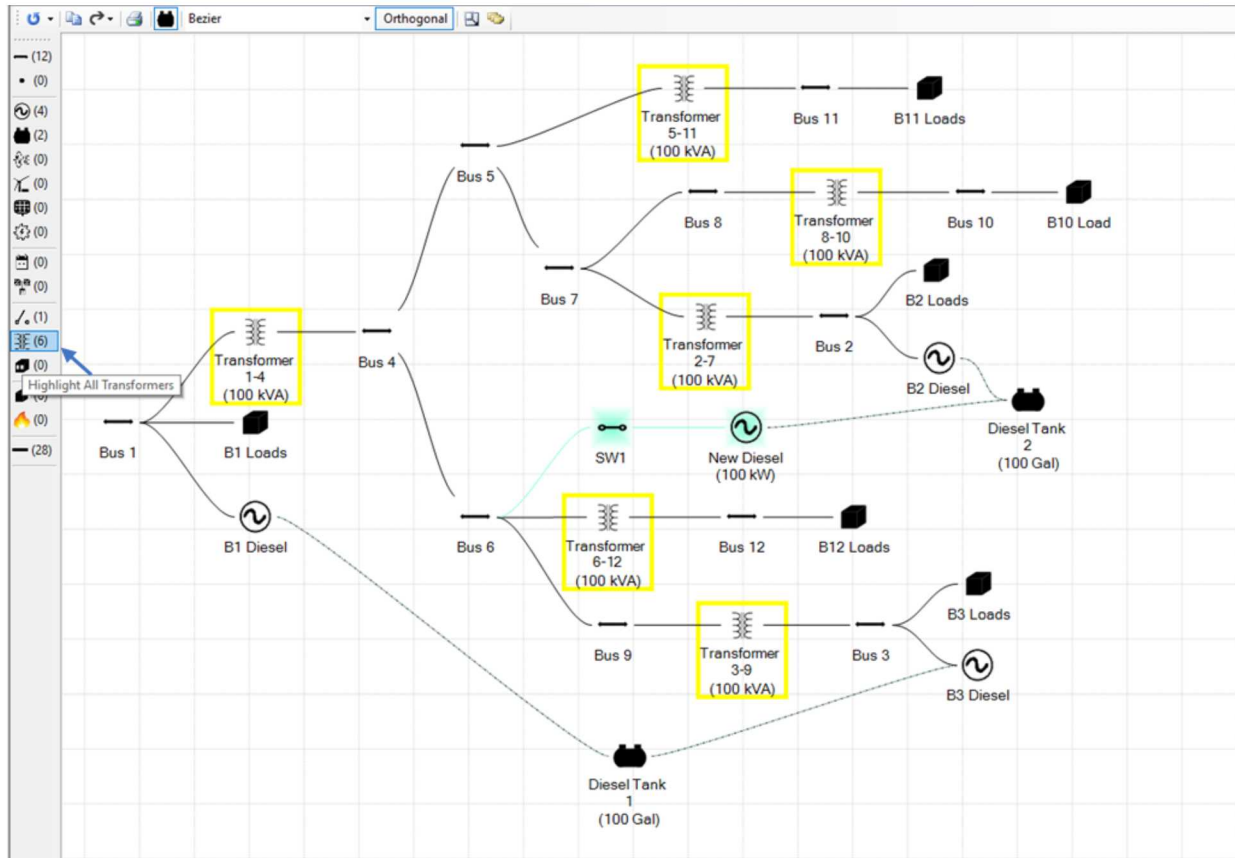 Bezier
Orthogonal
(12)
(0)
(4)
(2)
(0)
(0)
(0)
(0)
(0)
(0)
(1)
(6)
(0)
Highlight All Transformers
(0)
(0)
(28)
Transformer
5-11
(100 kVA)
Bus 11
B11 Loads
Bus 5
Bus 8
Transformer
8-10
(100 kVA)
Bus 10
B10 Load
Bus 7
B2 Loads
Transformer
2-7
(100 kVA)
Bus 2
B2 Diesel
Transformer
1-4
(100 kVA)
Bus 4
Diesel Tank
2
(100 Gal)
Bus 1
B1 Loads
SW1
New Diesel
(100 kW)
B1 Diesel
Bus 6
Transformer
6-12
(100 kVA)
Bus 12
B12 Loads
B3 Loads
Bus 9
Transformer
3-9
(100 kVA)
Bus 3
B3 Diesel
Diesel Tank
1
(100 Gal)